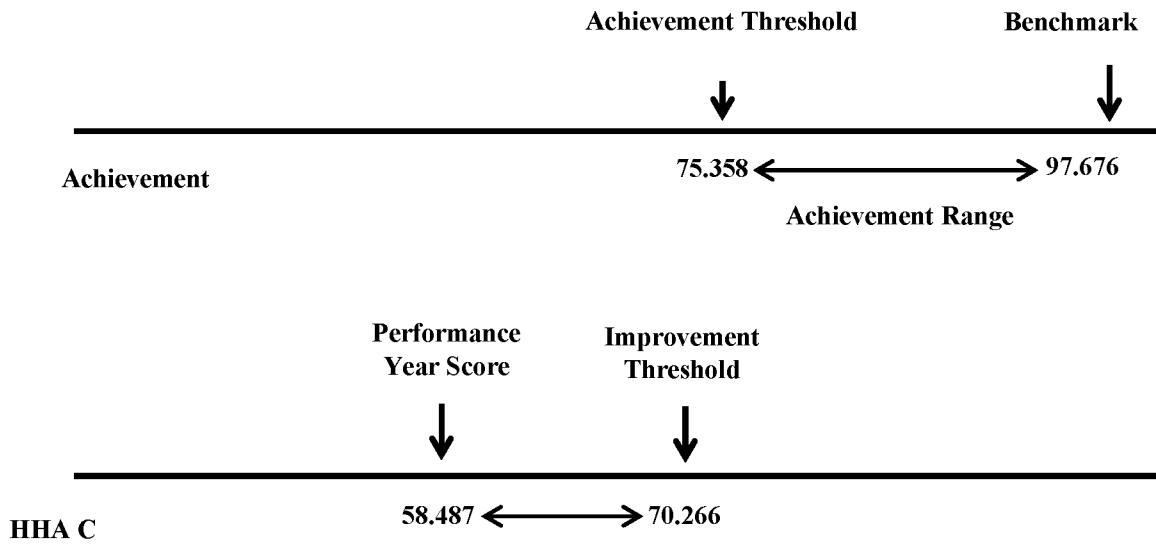 Achievement Threshold
Benchmark
75.358
97.676
Achievement
Achievement Range
Performance
Year Score
Improvement
Threshold
58.487
70.266
HHA C